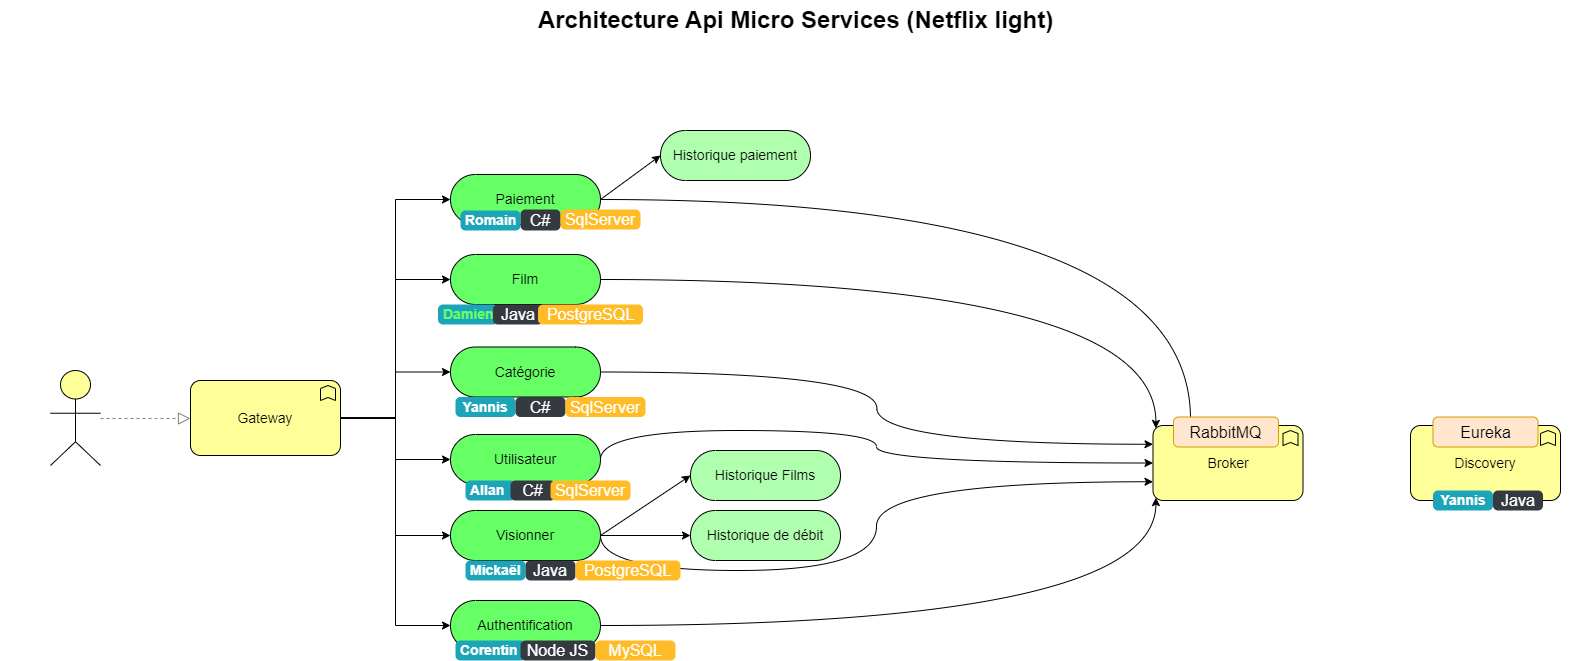 Architecture Api Micro Services (Netflix light)
Historique paiement
Paiement
Romain C# SqlServer
Film
Damien Java PostgreSQL
Catégorie
Yannis C# SqlServer
Gateway
Utilisateur
Allan C# SqlServer
Historique Films
Visionner
Historique de débit
Mickaël Java PostgreSQL
Authentification
Corentin Node JS MySQL
RabbitMQ
Broker
Eureka
Discovery
Yannis Java